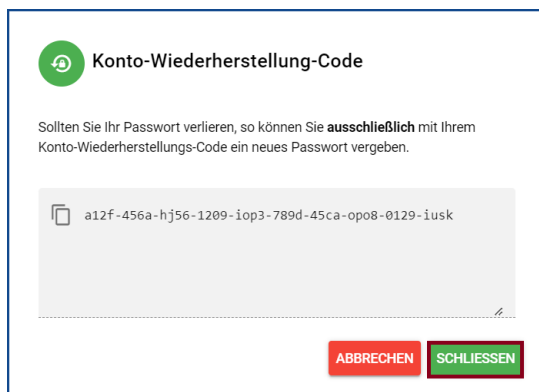 Konto-Wiederherstellung-Code
Sollten Sie Ihr Passwort verlieren, so können Sie ausschließlich mit Ihrem
Konto-Wiederherstellungs-Code ein neues Passwort vergeben.
a12f-456a-hj56-1209-iop3-789d-45ca-opo8-0129-iusk
ABBRECHEN SCHLIESSEN